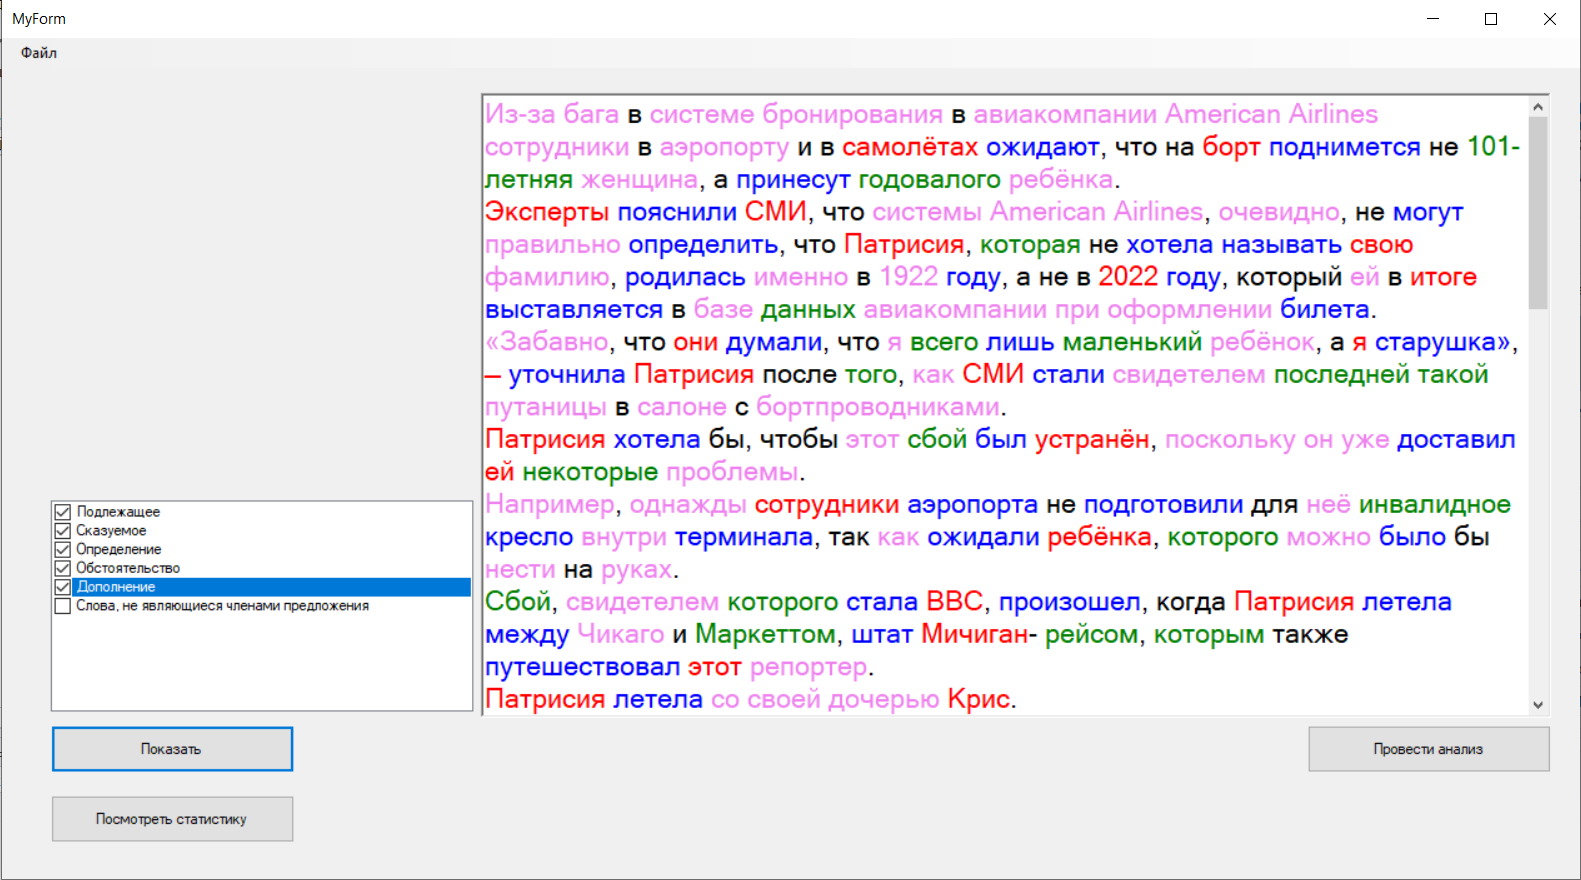 MyForm
Файл
Из-за бага в системе бронирования в авиакомпании American Airlines
сотрудники в аэропорту и в самолётах ожидают, что на борт поднимется не 101-
летняя женщина, а принесут годовалого ребёнка.
Эксперты пояснили СМИ, что системы American Airlines, очевидно, не могут
правильно определить, что Патрисия, которая не хотела называть свою
фамилию, родилась именно в 1922 году, а не в 2022 году, который ей в итоге
выставляется в базе данных авиакомпании при оформлении билета.
«Забавно, что они думали, что я всего лишь маленький ребёнок, а я старушка»,
– уточнила Патрисия после того, как СМИ стали свидетелем последней такой
путаницы в салоне с бортпроводниками.
Патрисия хотела бы, чтобы этот сбой был устранён, поскольку он уже доставил
ей некоторые проблемы.
Например, однажды сотрудники аэропорта не подготовили для неё инвалидное
кресло внутри терминала, так как ожидали ребёнка, которого можно было бы
нести на руках.
Сбой, свидетелем которого стала BBC, произошел, когда Патрисия летела
между Чикаго и Маркеттом, штат Мичиган- рейсом, которым также
путешествовал этот репортер.
Патрисия летела со своей дочерью Крис.
Подлежащее
Сказуемое
Определение
Обстоятельство
Дополнение
Слова, не являющиеся членами предложения
Показать
Провести анализ
Посмотреть статистику